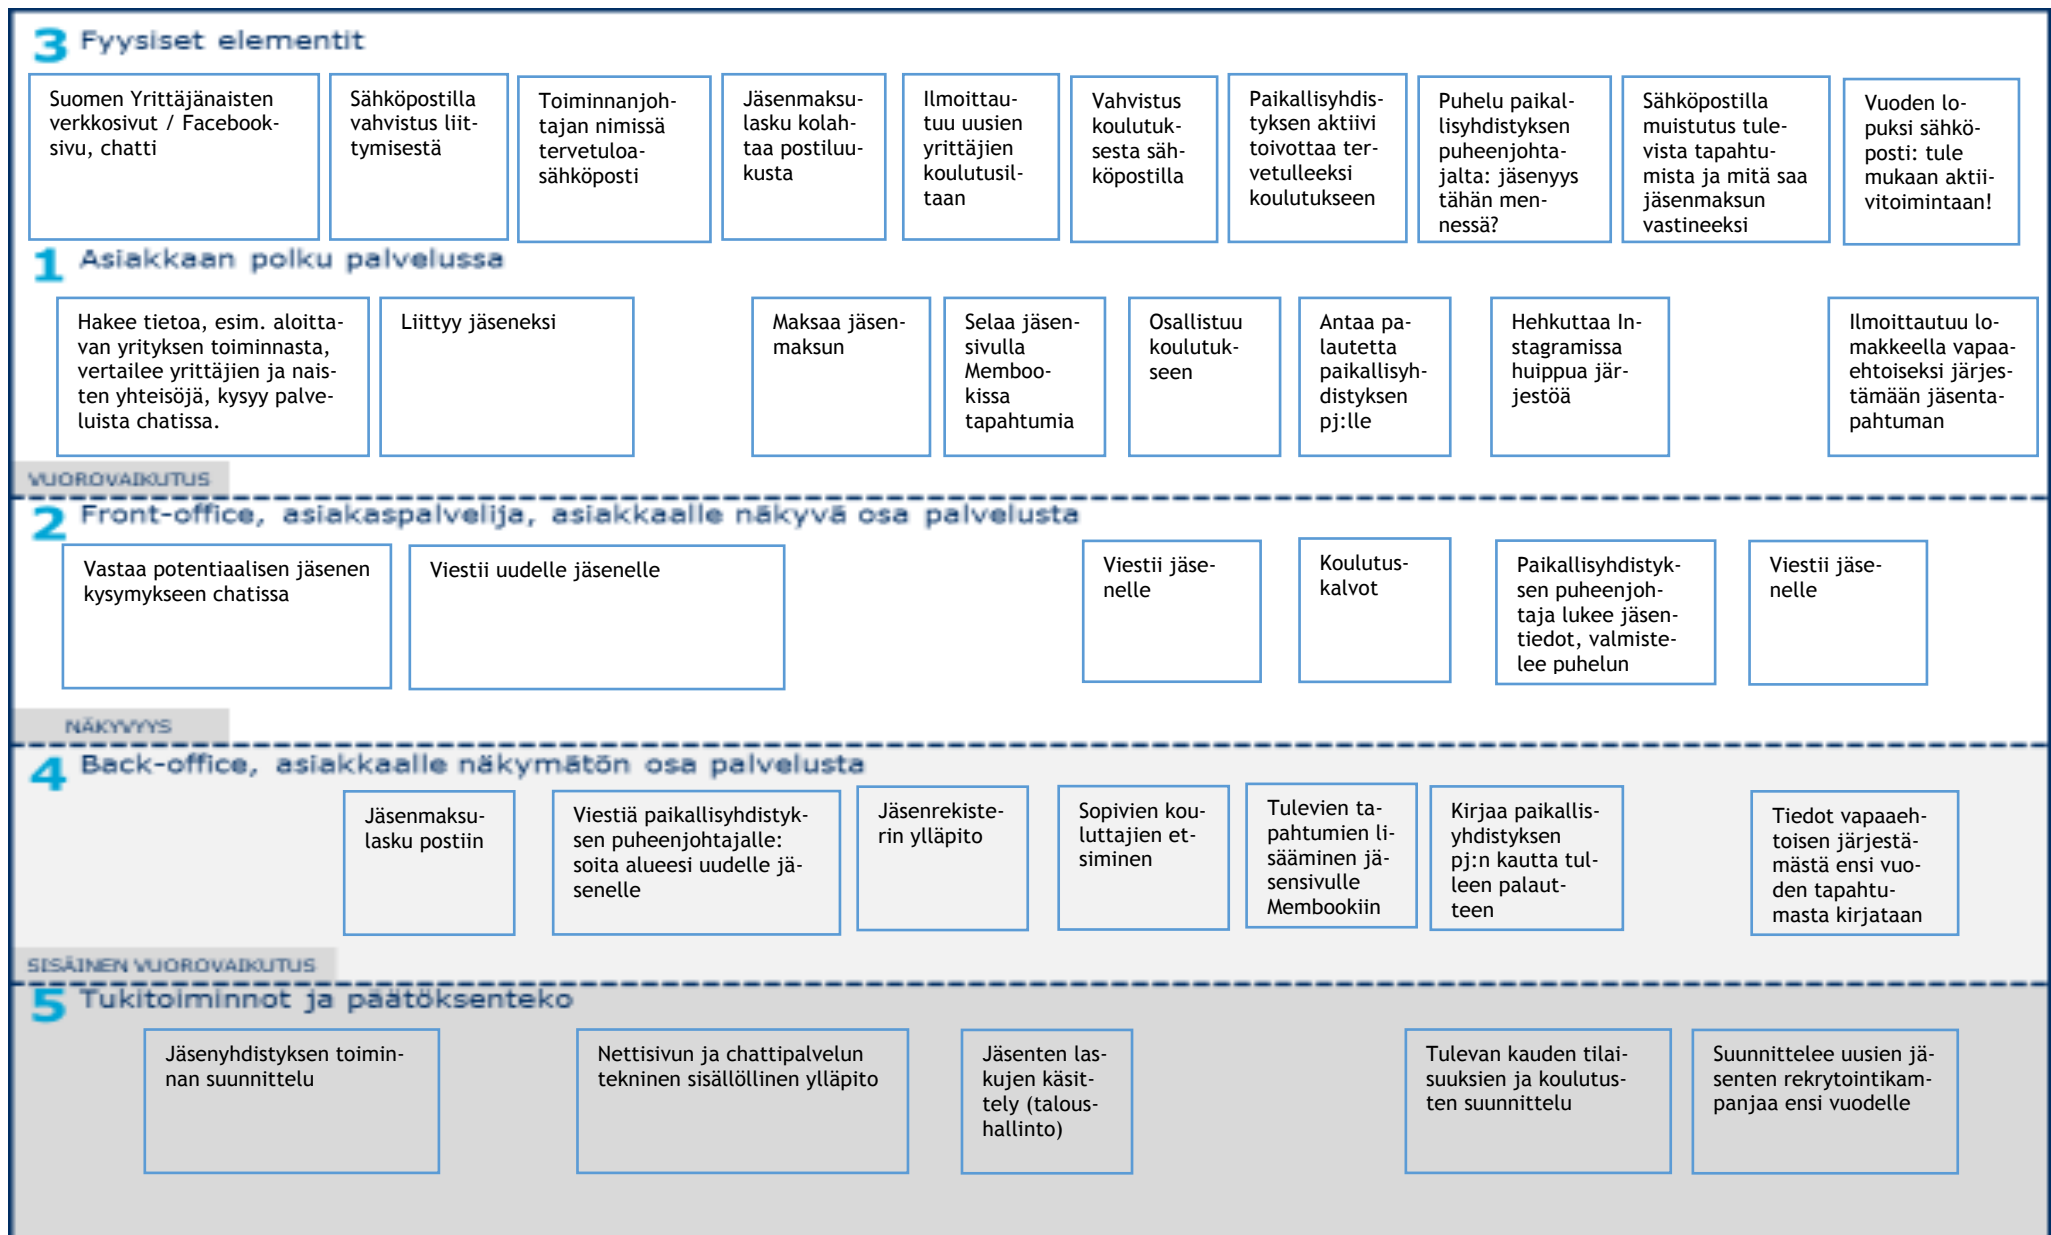 3 Fyysiset elementit
Suomen Yrittäjänaisten
verkkosivut / Facebook-
sivu, chatti
Sähköpostilla
vahvistus liit-
tymisestä
Toiminnanjoh-
tajan nimissä
tervetuloa-
sähköposti
Jäsenmaksu-
lasku kolah-
taa postiluu-
kusta
Ilmoittau-
tuu uusien
yrittäjien
koulutusil-
taan
Vahvistus
koulutuk-
sesta säh-
köpostilla
Paikallisyhdis-
tyksen aktiivi
toivottaa ter-
vetulleeksi
koulutukseen
Puhelu paikal-
lisyhdistyksen
puheenjohta-
jalta: jäsenyys
tähän men-
nessä?
Sähköpostilla
muistutus tule-
vista tapahtu-
mista ja mitä saa
jäsenmaksun
vastineeksi
Vuoden lo-
puksi sähkö-
posti: tule
mukaan aktii-
vitoimintaan!
1 Asiakkaan polku palvelussa
Hakee tietoa, esim. aloitta-
van yrityksen toiminnasta,
vertailee yrittäjien ja nais-
ten yhteisöjä, kysyy palve-
luista chatissa.
Liittyy jäseneksi
Maksaa jäsen-
maksun
Selaa jäsen-
sivulla
Memboo-
kissa
tapahtumia
Osallistuu
koulutuk-
seen
Antaa pa-
lautetta
paikallisyh-
distyksen
pj:lle
Hehkuttaa In-
stagramissa
huippua jär-
jestöä
Ilmoittautuu lo-
makkeella vapaa-
ehtoiseksi järjes-
tämään jäsenta-
pahtuman
VUOROVAIKUTUS
2 Front-office, asiakaspalvelija, asiakkaalle näkyvä osa palvelusta
Vastaa potentiaalisen jäsenen
kysymykseen chatissa
Viestii uudelle jäsenelle
Viestii jäse-
nelle
Koulutus-
kalvot
Paikallisyhdistyk-
sen puheenjoh-
taja lukee jäsen-
tiedot, valmiste-
lee puhelun
Viestii jäse-
nelle
NÄKYVYYS
4 Back-office, asiakkaalle näkymätön osa palvelusta
Jäsenmaksu-
lasku postiin
Viestiä paikallisyhdistyk-
sen puheenjohtajalle:
soita alueesi uudelle jä-
senelle
Jäsenrekiste-
rin ylläpito
Sopivien kou-
luttajien et-
siminen
Tulevien ta-
pahtumien li-
sääminen jä-
sensivulle
Membookiin
Kirjaa paikallis-
yhdistyksen
pj:n kautta tul-
leen palaut-
teen
Tiedot vapaaeh-
toisen järjestä-
mästä ensi vuo-
den tapahtu-
masta kirjataan
SISÄINEN VUOROVAIKUTUS
5 Tukitoiminnot ja päätöksenteko
Jäsenyhdistyksen toimin-
nan suunnittelu
Nettisivun ja chattipalvelun
tekninen sisällöllinen ylläpito
Jäsenten las-
kujen käsit-
tely (talous-
hallinto)
Tulevan kauden tilai-
suuksien ja koulutus-
ten suunnittelu
Suunnittelee uusien jä-
senten rekrytointikam-
panjaa ensi vuodelle